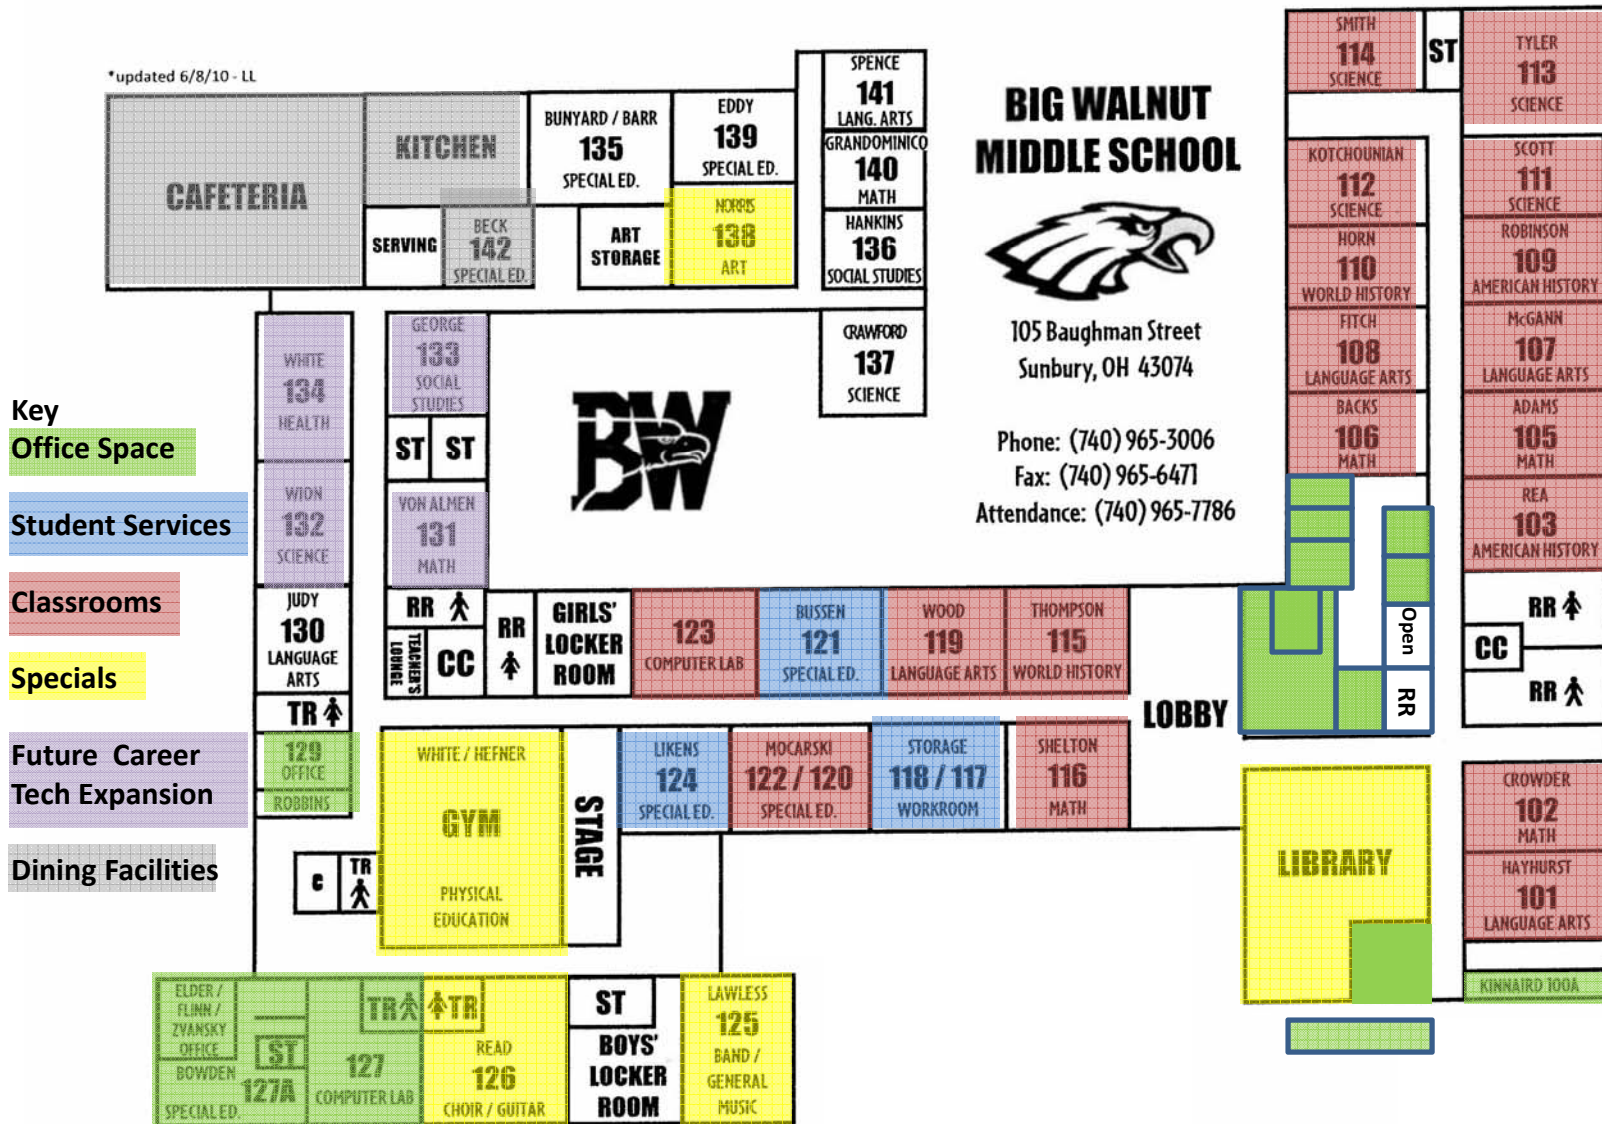 *updated 6/8/10 - LL
CAFETERIA
KITCHEN
SERVING
BECK
142
SPECIAL ED.
BUNYARD / BARR
135
SPECIAL ED.
ART
STORAGE
EDDY
139
SPECIAL ED.
NORRIS
138
ART
SPENCE
141
LANG. ARTS
GRANDOMINICO
140
MATH
HANKINS
136
SOCIAL STUDIES
CRAWFORD
137
SCIENCE
BIG WALNUT
MIDDLE SCHOOL
105 Baughman Street
Sunbury, OH 43074
Phone: (740) 965-3006
Fax: (740) 965-6471
Attendance: (740) 965-7786
BW
SMITH
114
SCIENCE
ST
TYLER
113
SCIENCE
KOTCHOUNIAN
112
SCIENCE
SCOTT
111
SCIENCE
HORN
110
WORLD HISTORY
ROBINSON
109
AMERICAN HISTORY
FITCH
108
LANGUAGE ARTS
McGANN
107
LANGUAGE ARTS
BACKS
106
MATH
ADAMS
105
MATH
REA
103
AMERICAN HISTORY
Open
RR
RR
CC
RR
Key
Office Space
Student Services
Classrooms
Specials
Future Career
Tech Expansion
Dining Facilities
WHITE
134
HEALTH
WION
132
SCIENCE
JUDY
130
LANGUAGE
ARTS
TR
129
OFFICE
ROBBINS
GEORGE
133
SOCIAL
STUDIES
ST
ST
VON ALMEN
131
MATH
RR
TEACHER'S
LOUNGE
CC
RR
GIRLS'
LOCKER
ROOM
123
COMPUTER LAB
BUSSEN
121
SPECIAL ED.
WOOD
119
LANGUAGE ARTS
THOMPSON
115
WORLD HISTORY
LOBBY
WHITE / HEFNER
GYM
PHYSICAL
EDUCATION
STAGE
C
TR
LIKENS
124
SPECIAL ED.
MOCARSKI
122 / 120
SPECIAL ED.
STORAGE
118 / 117
WORKROOM
SHELTON
116
MATH
LIBRARY
CROWDER
102
MATH
HAYHURST
101
LANGUAGE ARTS
KINNAIRD 100A
ELDER /
FLINN /
ZVANSKY
OFFICE
ST
BOWDEN
127A
SPECIAL ED.
TR
TR
127
COMPUTER LAB
READ
126
CHOIR / GUITAR
ST
BOYS'
LOCKER
ROOM
LAWLESS
125
BAND /
GENERAL
MUSIC